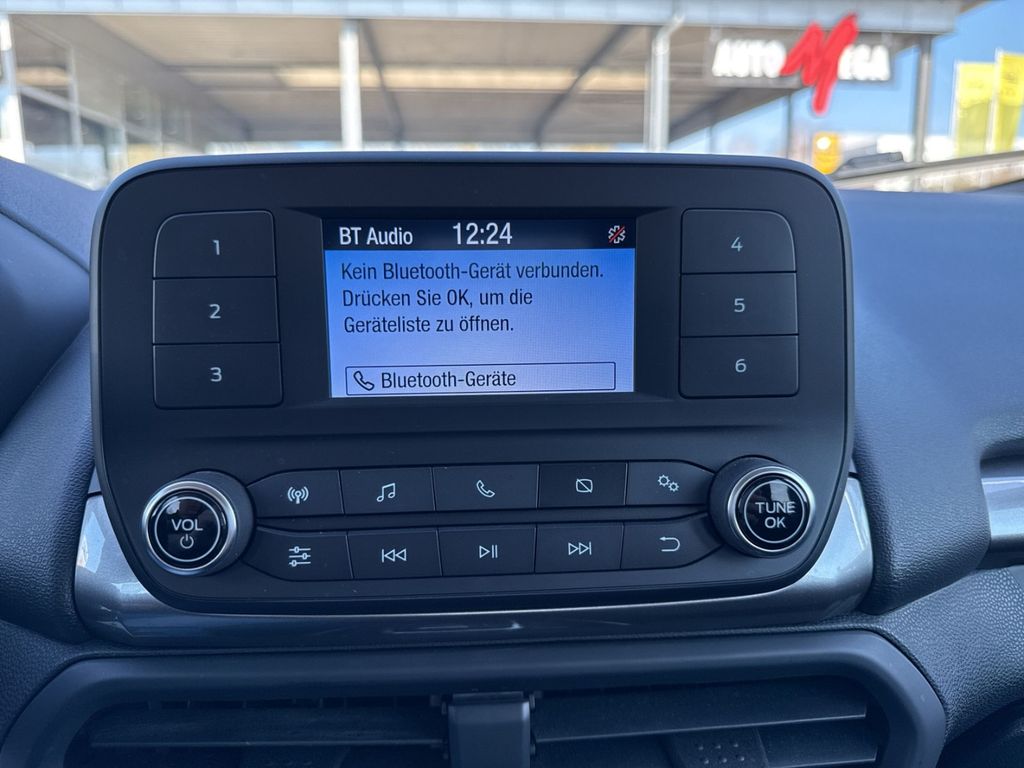 AUTO MEGA
BT Audio 12:24
Kein Bluetooth-Gerät verbunden.
Drücken Sie OK, um die
Geräteliste zu öffnen.
Bluetooth-Geräte
1
2
3
4
5
6
VOL
TUNE
OK